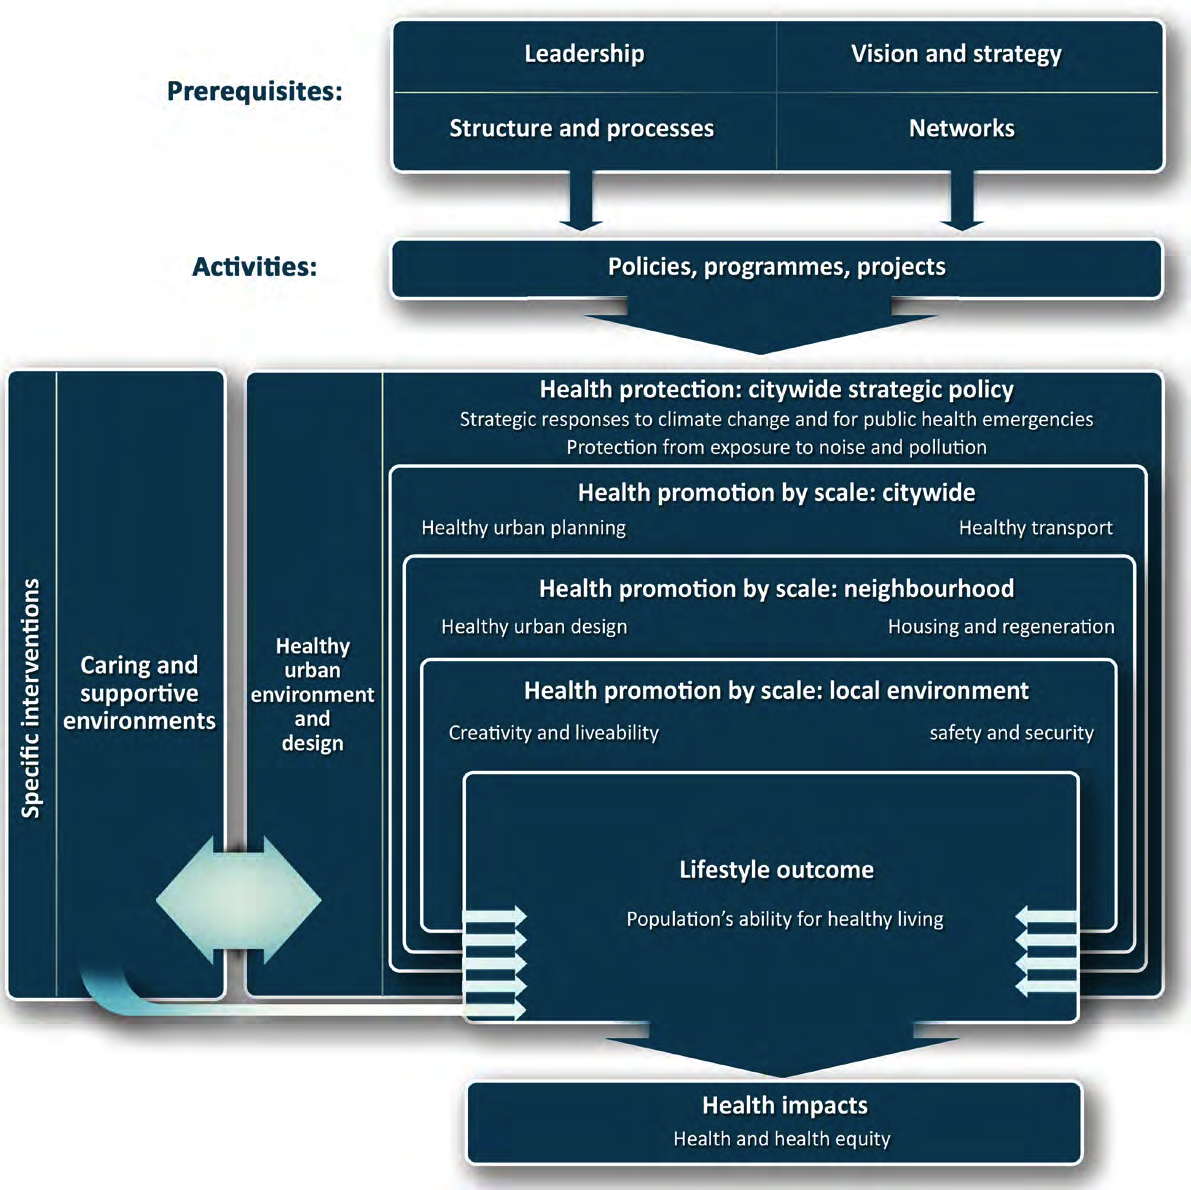 Prerequisites:
Leadership
Vision and strategy
Structure and processes
Networks
Activities:
Policies, programmes, projects
Specific interventions
Caring and
supportive
environments
Healthy
urban
environment
and
design
Health protection: citywide strategic policy
Strategic responses to climate change and for public health emergencies
Protection from exposure to noise and pollution
Health promotion by scale: citywide
Healthy urban planning
Healthy transport
Health promotion by scale: neighbourhood
Healthy urban design
Housing and regeneration
Health promotion by scale: local environment
Creativity and liveability
safety and security
Lifestyle outcome
Population's ability for healthy living
Health impacts
Health and health equity